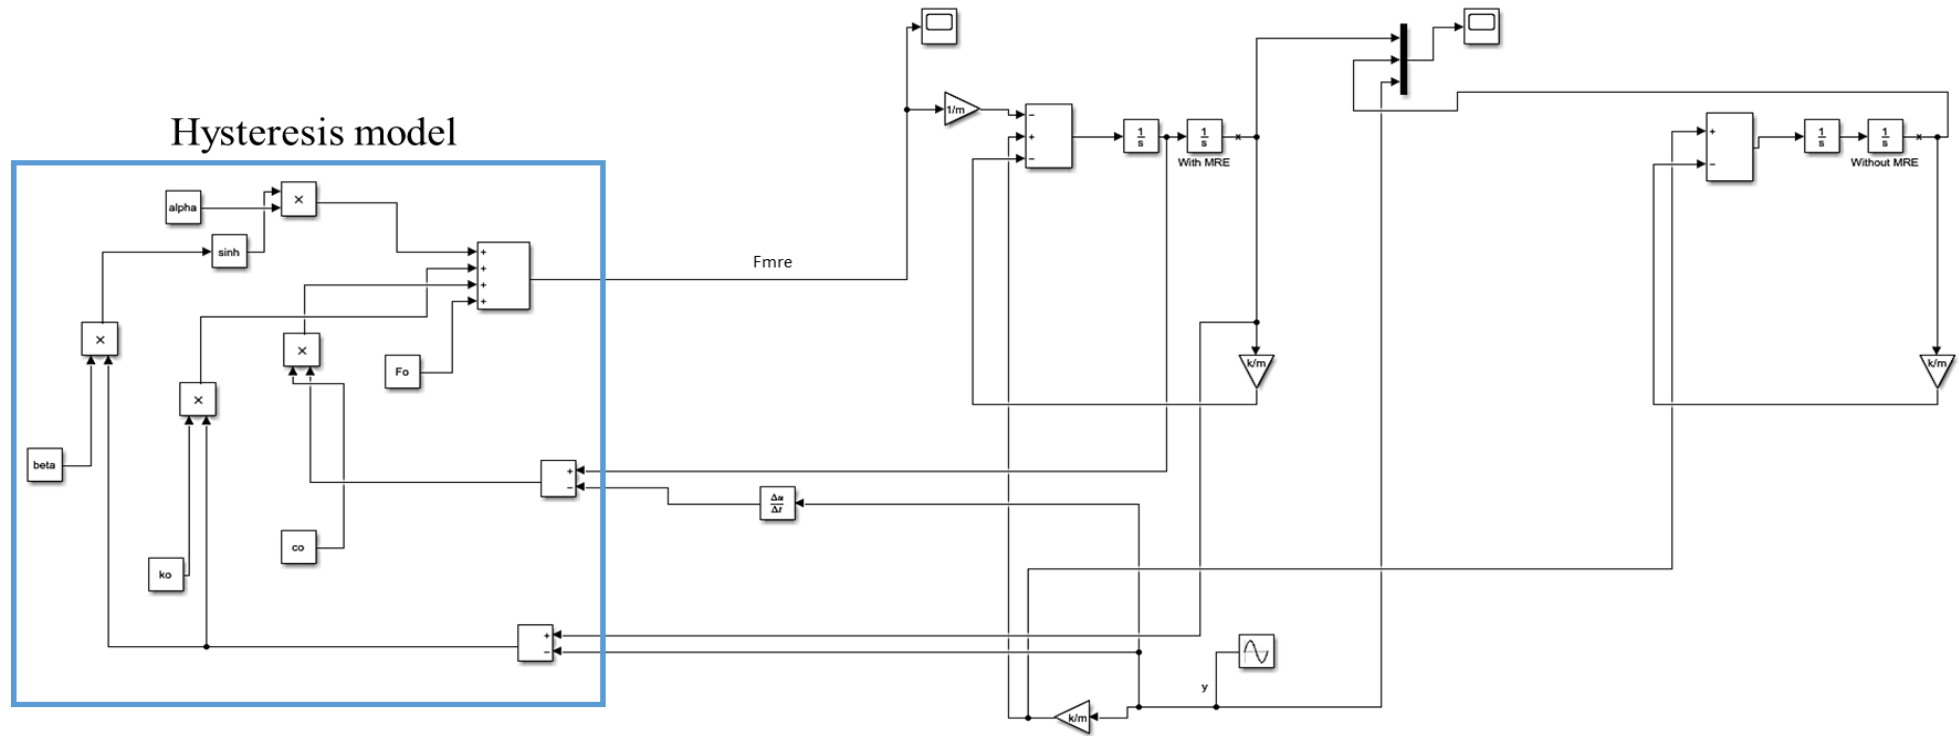 Hysteresis model
alpha
×
sinh
+
+
+
+
×
×
Fo
×
beta
co
ko
+
−
+
−
Fmre
1/m
−
+
−
1
s
1
s
With MRE
x
k/m
Δu
Δt
k/m
y
+
−
1
s
1
s
Without MRE
x
k/m